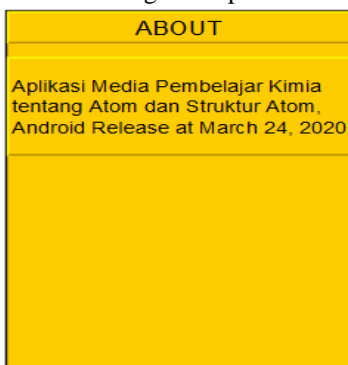 ABOUT
Aplikasi Media Pembelajar Kimia
tentang Atom dan Struktur Atom,
Android Release at March 24, 2020